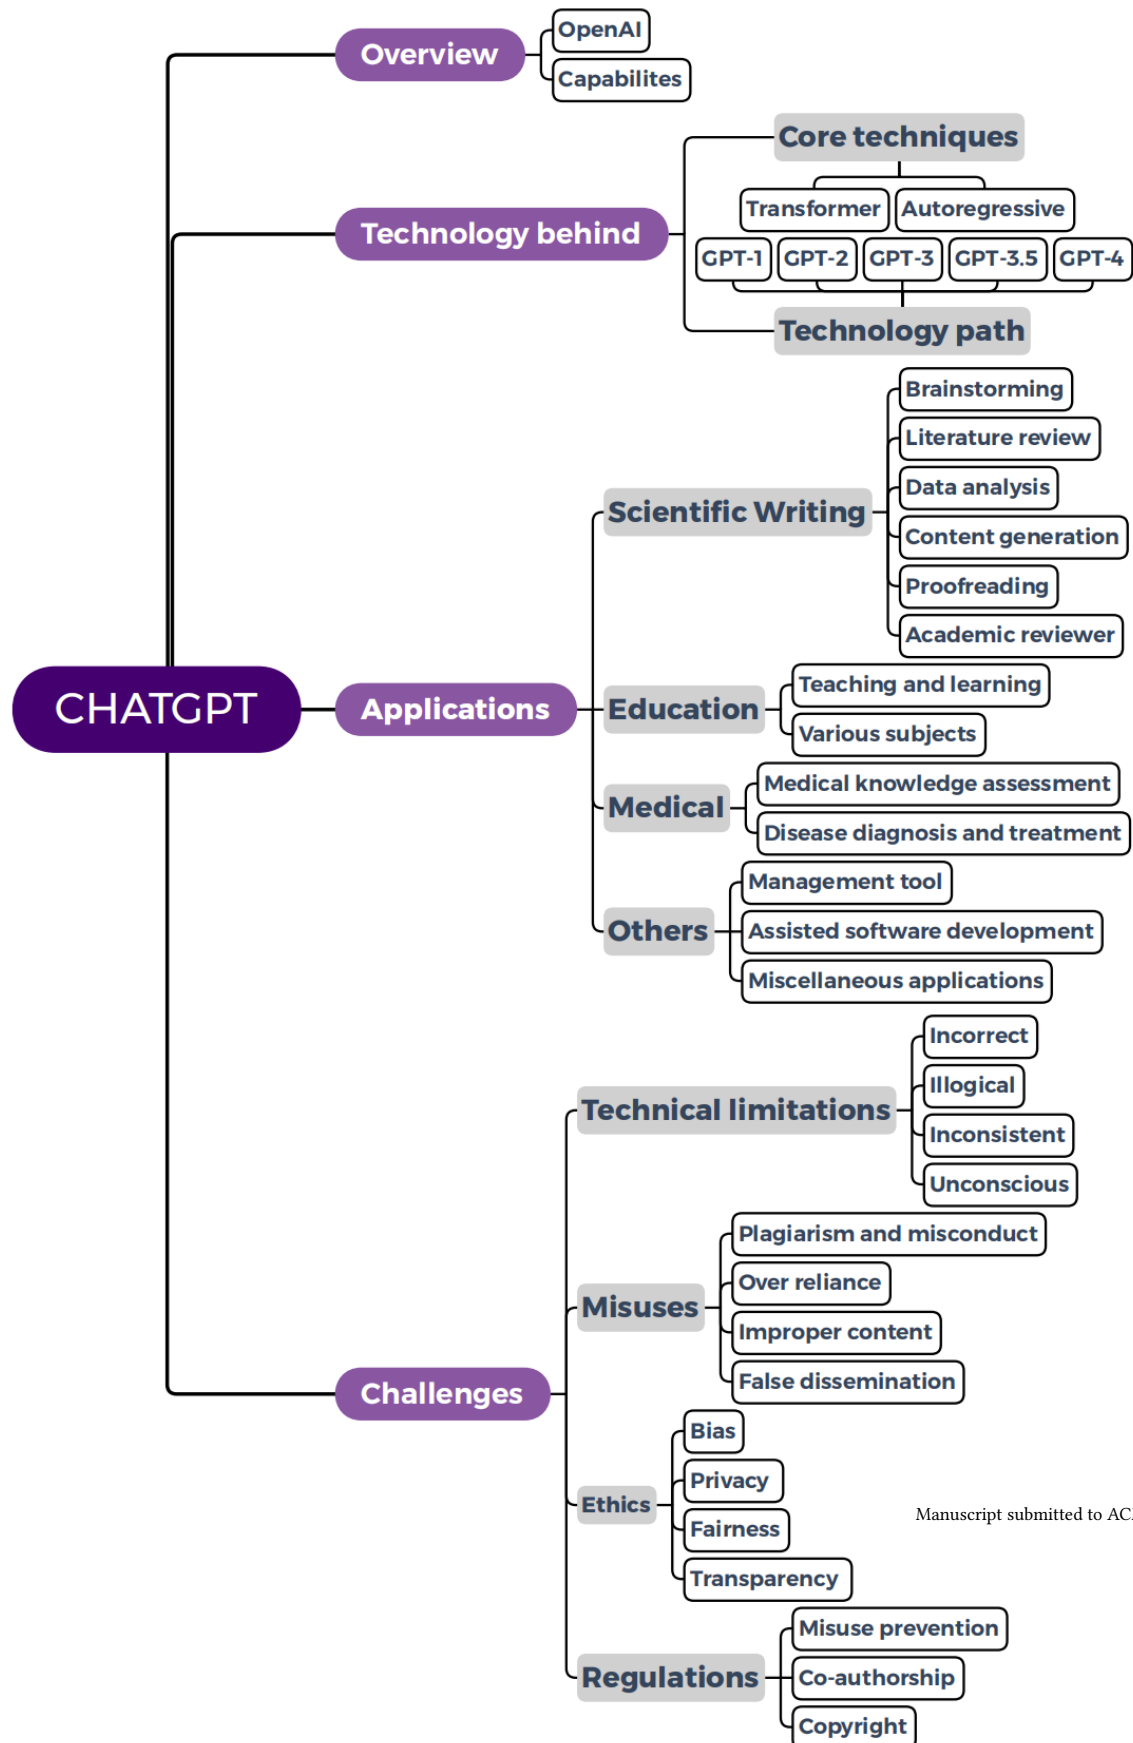 Overview
OpenAI
Capabilites
Technology behind
Core techniques
Transformer
Autoregressive
GPT-1
GPT-2
GPT-3
GPT-3.5
GPT-4
Technology path
CHATGPT
Applications
Scientific Writing
Brainstorming
Literature review
Data analysis
Content generation
Proofreading
Academic reviewer
Education
Teaching and learning
Various subjects
Medical
Medical knowledge assessment
Disease diagnosis and treatment
Others
Management tool
Assisted software development
Miscellaneous applications
Challenges
Technical limitations
Incorrect
Illogical
Inconsistent
Unconscious
Misuses
Plagiarism and misconduct
Over reliance
Improper content
False dissemination
Ethics
Bias
Privacy
Fairness
Transparency
Manuscript submitted to
Regulations
Misuse prevention
Co-authorship
Copyright